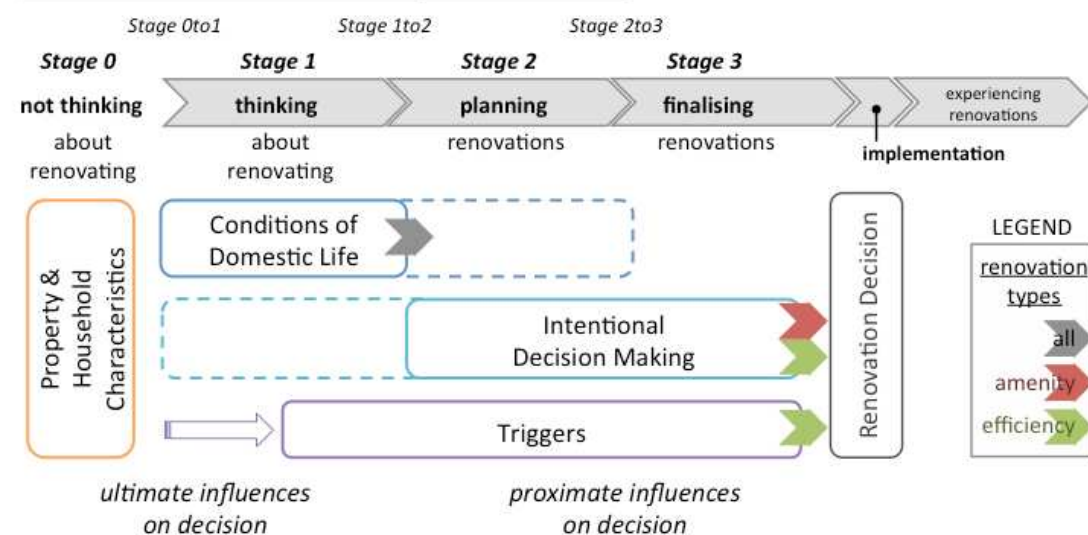 Stage 0to1
Stage 1to2
Stage 2to3
Stage 0
Stage 1
Stage 2
Stage 3
not thinking
about
renovating
thinking
about
renovating
planning
renovations
finalising
renovations
implementation
experiencing
renovations
Property &
Household
Characteristics
Conditions of
Domestic Life
Intentional
Decision Making
Triggers
Renovation Decision
LEGEND
renovation
types
all
amenity
efficiency
ultimate influences
on decision
proximate influences
on decision